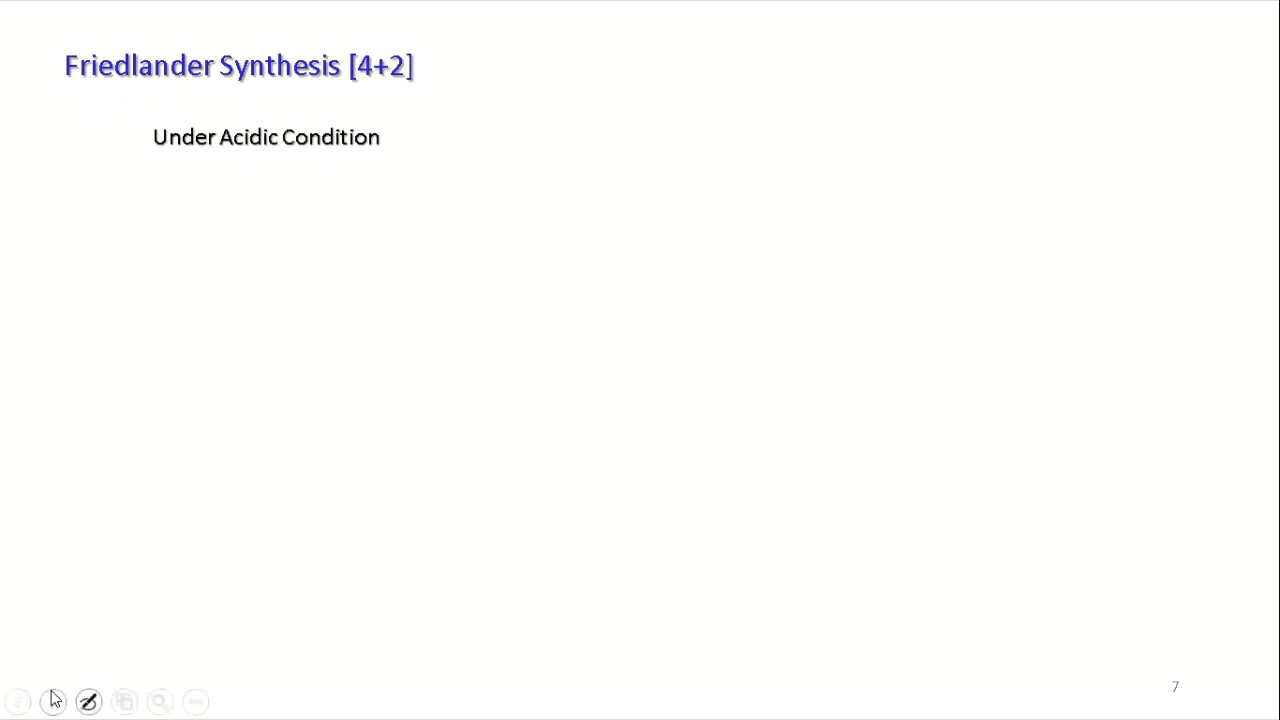 Friedlander Synthesis [4+2]
Under Acidic Condition
7